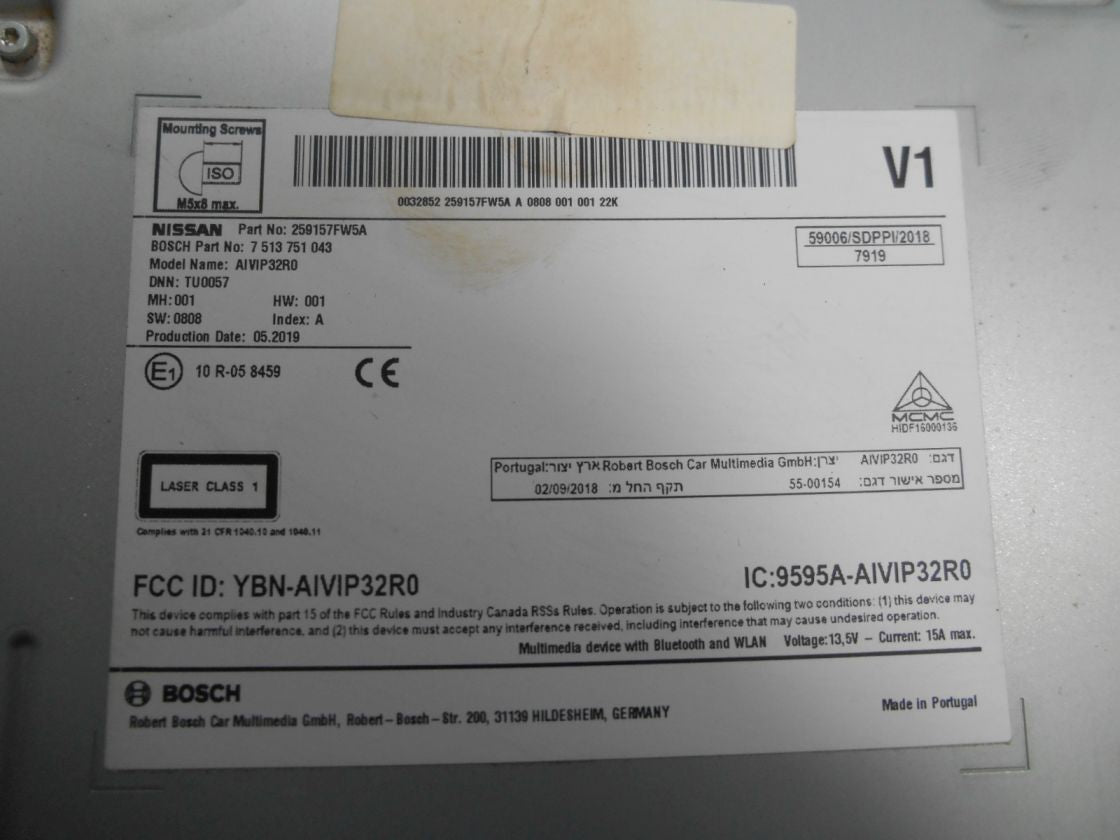 Mounting Screws
ISO
M5x8 max.
0032852 259157FW5A A 0808 001 001 22K
V1
NISSAN Part No: 259157FW5A
BOSCH Part No: 7 513 751 043
Model Name: AIVIP32R0
DNN: TU0057
MH:001 HW: 001
SW:0808 Index: A
Production Date: 05.2019
59006/SDPPI/2018
7919
E1 10 R-05 8459 CE
MCMC
HIDF16000136
LASER CLASS 1
Complies with 21 CFR 1040.10 and 1040.11
דגם: AIVIP32R0 יצרן:Robert Bosch Car Multimedia GmbH ארץ יצור:Portugal
מספר אישור דגם: 55-00154 תקף החל מ: 02/09/2018
FCC ID: YBN-AIVIP32R0
IC:9595A-AIVIP32R0
This device complies with part 15 of the FCC Rules and Industry Canada RSSs Rules. Operation is subject to the following two conditions: (1) this device may
not cause harmful interference, and (2) this device must accept any interference received, including interference that may cause undesired operation.
Multimedia device with Bluetooth and WLAN Voltage:13,5V – Current: 15A max.
BOSCH
Robert Bosch Car Multimedia GmbH, Robert–Bosch–Str. 200, 31139 HILDESHEIM, GERMANY
Made in Portugal